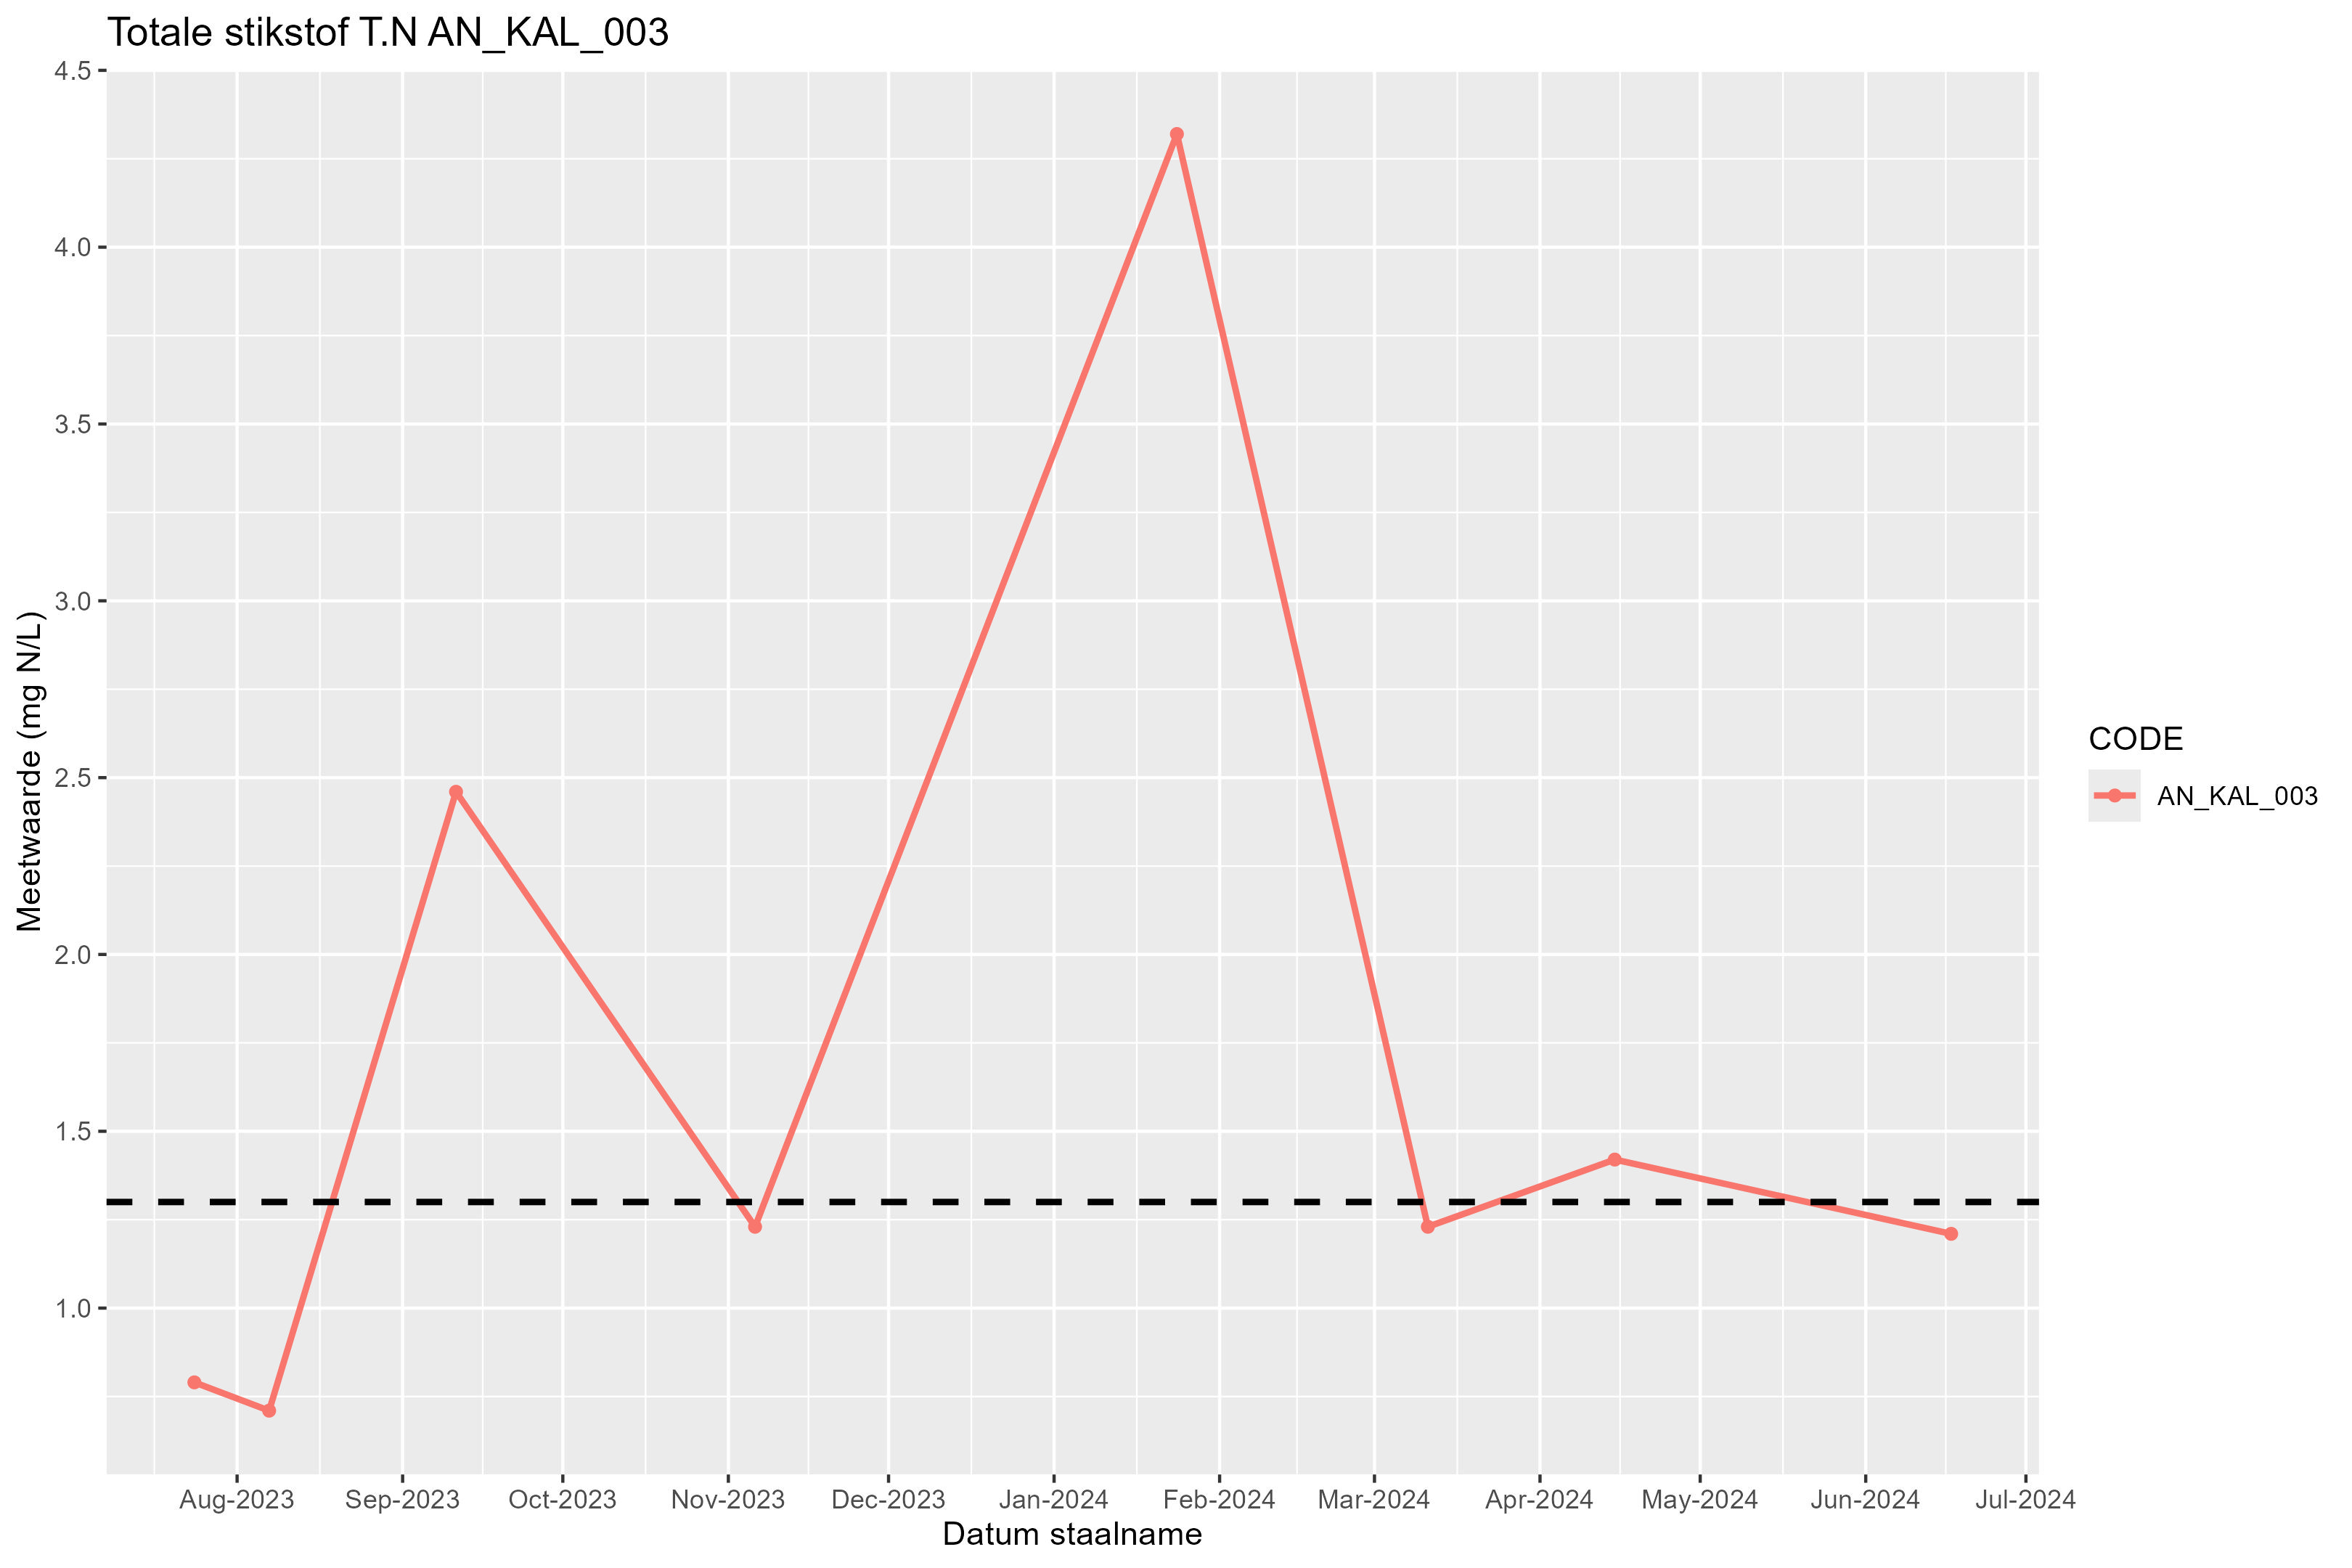 Totale stikstof T.N AN_KAL_003
4.5
4.0
3.5
3.0
2.5
2.0
1.5
1.0
Meetwaarde (mg N/L)
Aug-2023 Sep-2023 Oct-2023 Nov-2023 Dec-2023 Jan-2024 Feb-2024 Mar-2024 Apr-2024 May-2024 Jun-2024 Jul-2024
Datum staalname
CODE
AN_KAL_003